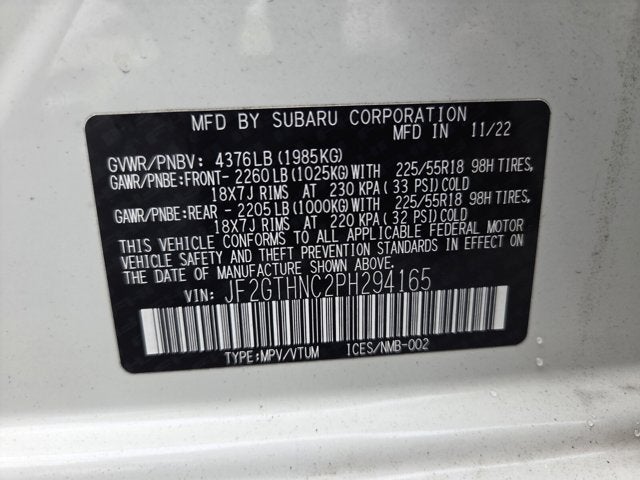 MFD BY SUBARU CORPORATION
MFD IN 11/22
GVWR/PNBV: 4376LB (1985KG)
GAWR/PNBE:FRONT- 2260LB (1025KG)WITH 225/55R18 98H TIRES,
18X7J RIMS AT 230 KPA (33 PSI)COLD
GAWR/PNBE:REAR - 2205LB (1000KG)WITH 225/55R18 98H TIRES,
18X7J RIMS AT 220 KPA (32 PSI)COLD
THIS VEHICLE CONFORMS TO ALL APPLICABLE FEDERAL MOTOR
VEHICLE SAFETY AND THEFT PREVENTION STANDARDS IN EFFECT ON
THE DATE OF MANUFACTURE SHOWN ABOVE.
VIN: JF2GTHNC2PH294165
TYPE:MPV/VTUM ICES/NMB-002